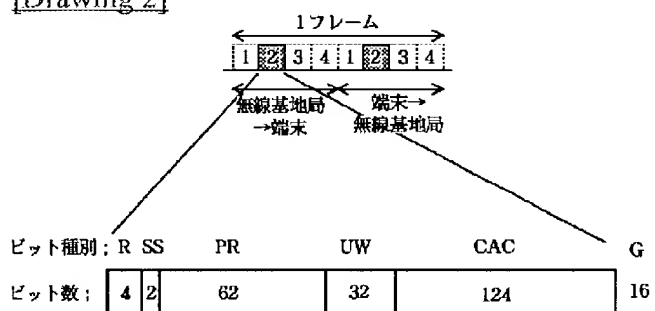 [Drawing 2]
1フレーム
1 2 3 4 1 2 3 4
無線基地局 端末→
→端末 無線基地局
ビット種別; R SS PR UW CAC G
ビット数; 4 2 62 32 124 16